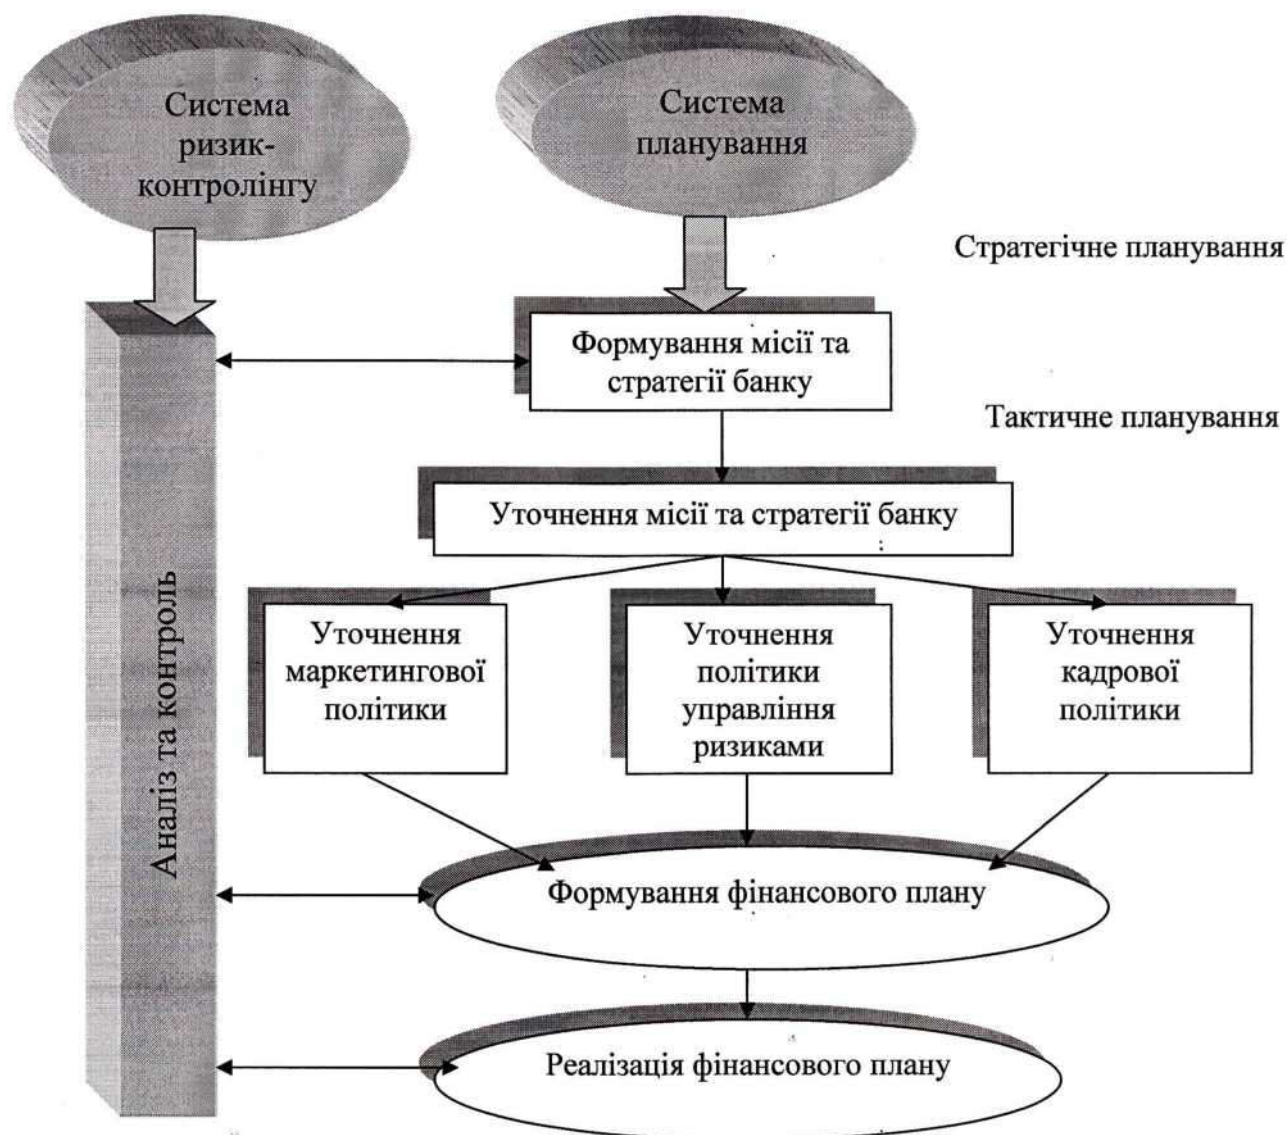 Система
ризик-
контролінгу
Система
планування
Стратегічне планування
Формування місії та
стратегії банку
Тактичне планування
Уточнення місії та стратегії банку
Аналіз та контроль
Уточнення
маркетингової
політики
Уточнення
політики
управління
ризиками
Уточнення
кадрової
політики
Формування фінансового плану
Реалізація фінансового плану